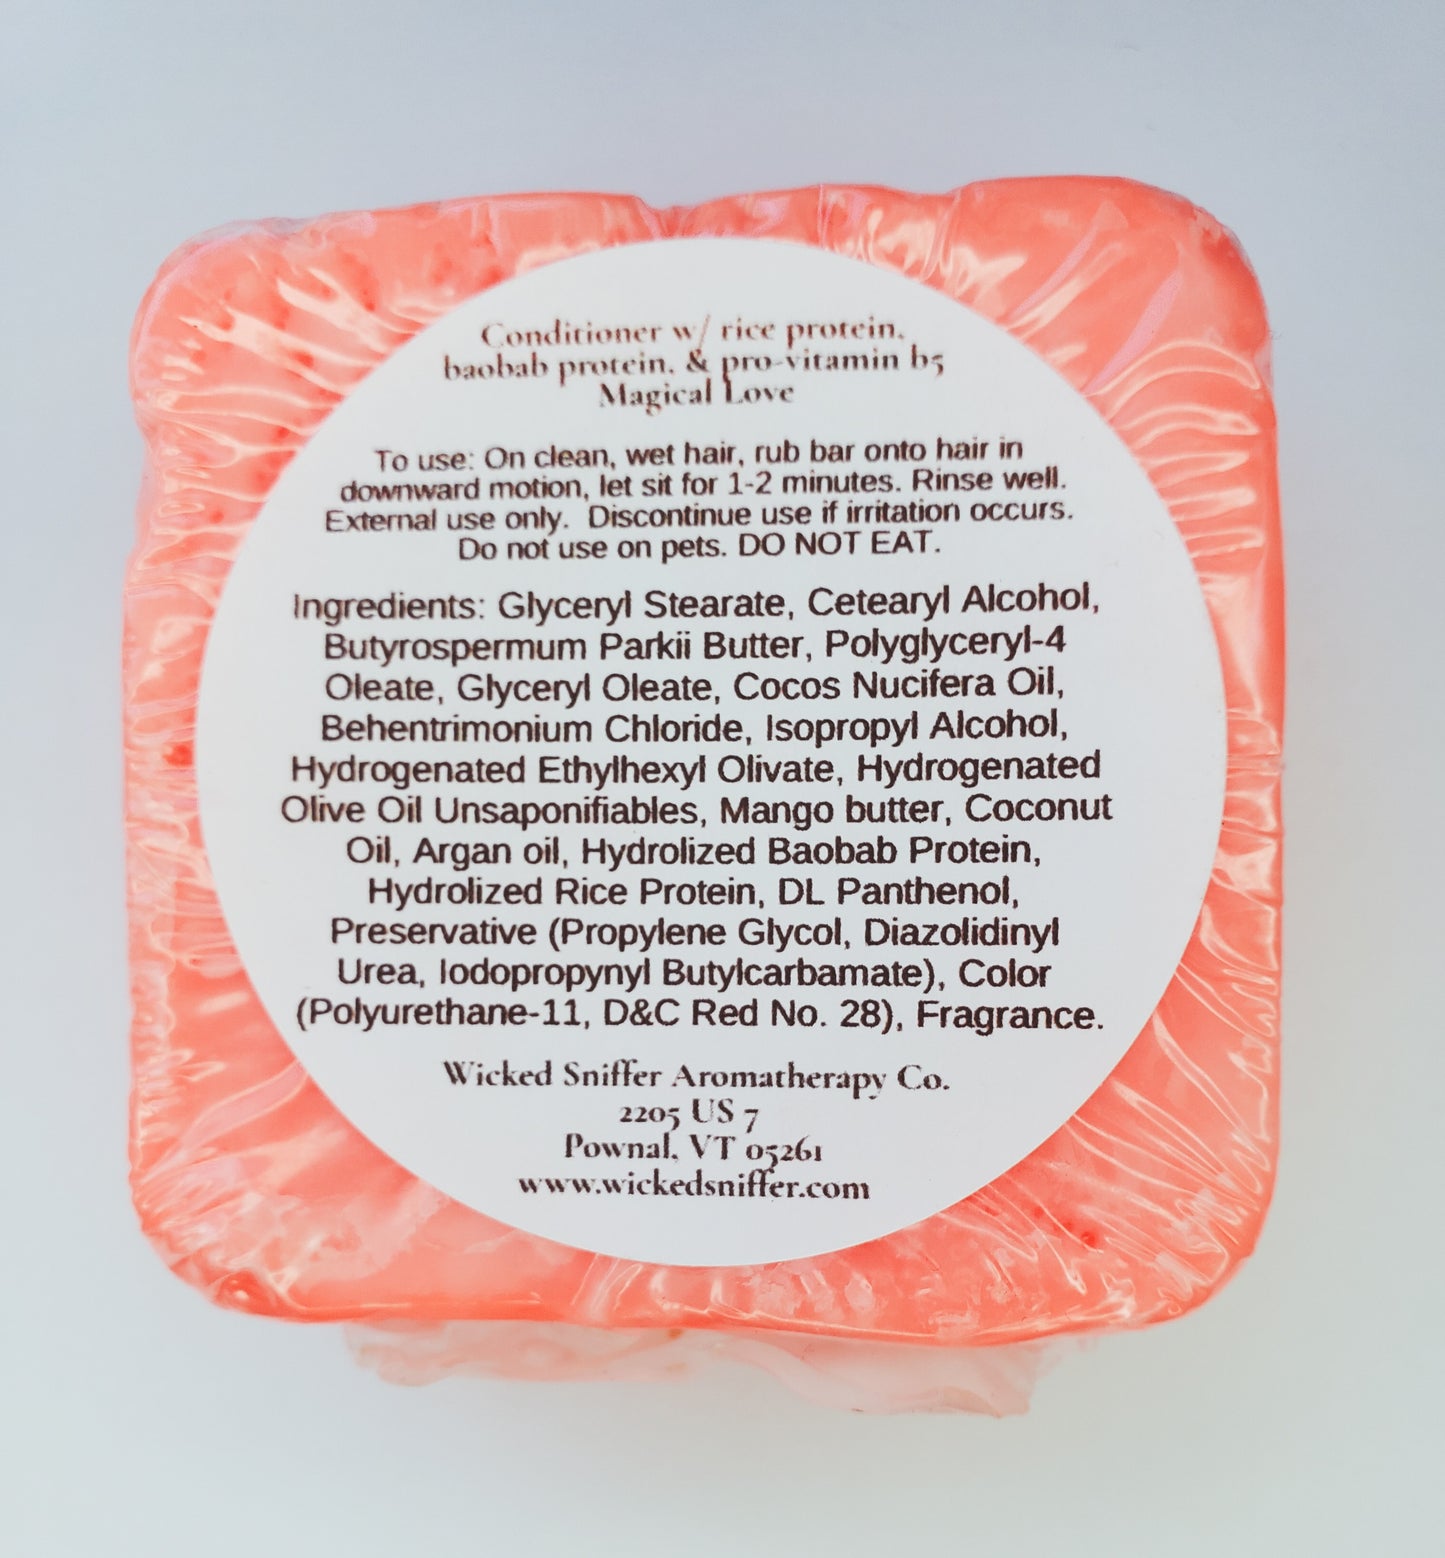 Conditioner w/ rice protein,
baobab protein, & pro-vitamin b5
Magical Love
To use: On clean, wet hair, rub bar onto hair in
downward motion, let sit for 1-2 minutes. Rinse well.
External use only.  Discontinue use if irritation occurs.
Do not use on pets. DO NOT EAT.
Ingredients: Glyceryl Stearate, Cetearyl Alcohol,
Butyrospermum Parkii Butter, Polyglyceryl-4
Oleate, Glyceryl Oleate, Cocos Nucifera Oil,
Behentrimonium Chloride, Isopropyl Alcohol,
Hydrogenated Ethylhexyl Olivate, Hydrogenated
Olive Oil Unsaponifiables, Mango butter, Coconut
Oil, Argan oil, Hydrolized Baobab Protein,
Hydrolized Rice Protein, DL Panthenol,
Preservative (Propylene Glycol, Diazolidinyl
Urea, Iodopropynyl Butylcarbamate), Color
(Polyurethane-11, D&C Red No. 28), Fragrance.
Wicked Sniffer Aromatherapy Co.
2205 US 7
Pownal, VT 05261
www.wickedsniffer.com